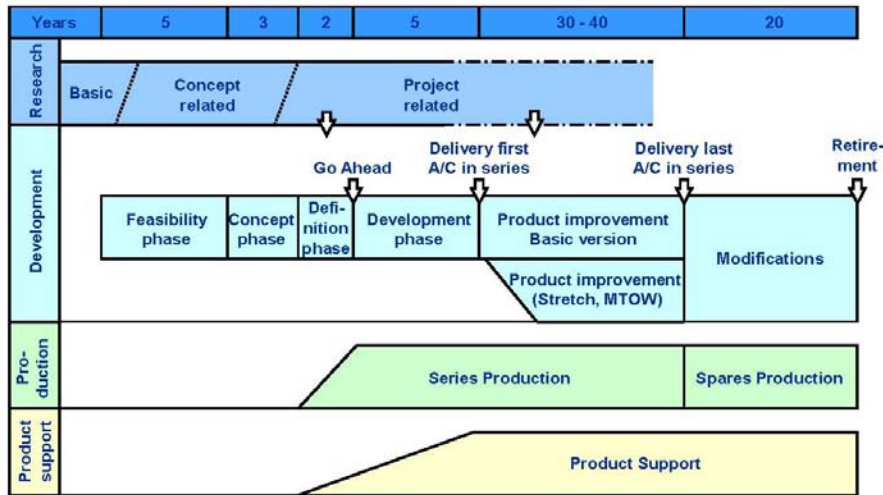 Years 5 3 2 5 30 - 40 20
Research
Basic
Concept
related
Project
related
Development
Go Ahead
Delivery first
A/C in series
Delivery last
A/C in series
Retire-
ment
Feasibility
phase
Concept
phase
Defi-
nition
phase
Development
phase
Product improvement
Basic version
Product improvement
(Stretch, MTOW)
Modifications
Pro-
duction
Series Production
Spares Production
Product
support
Product Support